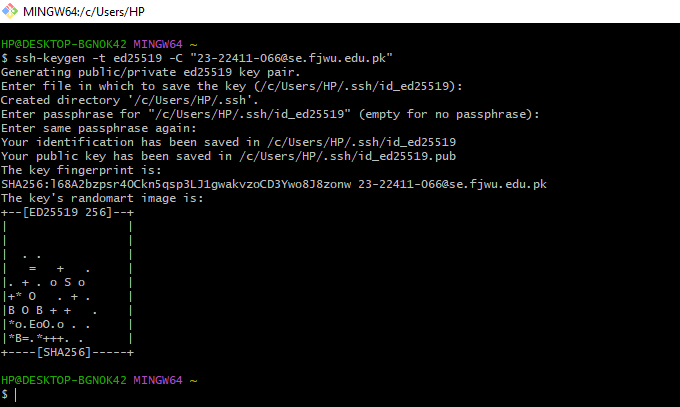 MINGW64:/c/Users/HP
HP@DESKTOP-BGNOK42 MINGW64 ~
$ ssh-keygen -t ed25519 -C "23-22411-066@se.fjwu.edu.pk"
Generating public/private ed25519 key pair.
Enter file in which to save the key (/c/Users/HP/.ssh/id_ed25519):
Created directory '/c/Users/HP/.ssh'.
Enter passphrase for "/c/Users/HP/.ssh/id_ed25519" (empty for no passphrase):
Enter same passphrase again:
Your identification has been saved in /c/Users/HP/.ssh/id_ed25519
Your public key has been saved in /c/Users/HP/.ssh/id_ed25519.pub
The key fingerprint is:
SHA256:l68A2bzpsr4OCkn5qsp3LJ1gwakvzoCD3Ywo8J8zonw 23-22411-066@se.fjwu.edu.pk
The key's randomart image is:
+--[ED25519 256]--+
|                 |
|                 |
|  . .            |
|   =   +   .     |
|. + . o S o      |
|+* O   . + .     |
|B O B + +   .    |
|*o.EoO.o . .     |
|*B=.*+++. .      |
+----[SHA256]-----+
HP@DESKTOP-BGNOK42 MINGW64 ~
$